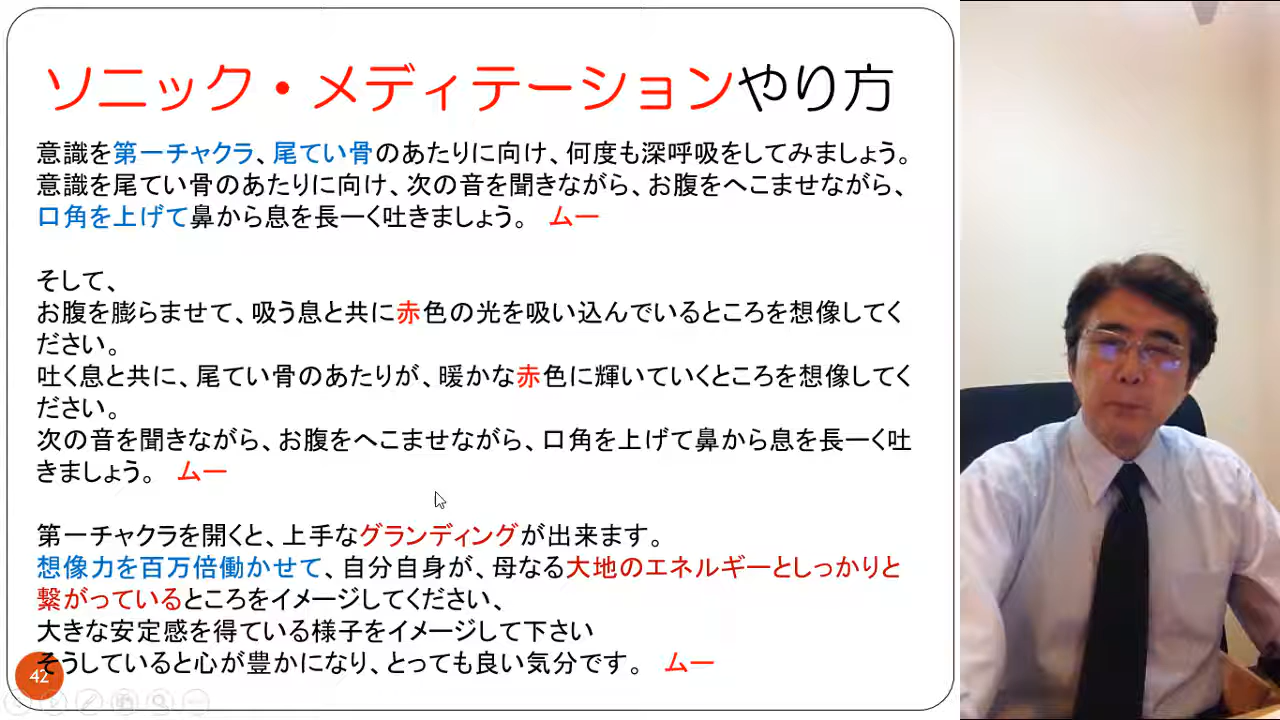 ソニック・メディテーションやり方
意識を第一チャクラ、尾てい骨のあたりに向け、何度も深呼吸をしてみましょう。
意識を尾てい骨のあたりに向け、次の音を聞きながら、お腹をへこませながら、
口角を上げて鼻から息を長ーく吐きましょう。 ムー
そして、
お腹を膨らませて、吸う息と共に赤色の光を吸い込んでいるところを想像してく
ださい。
吐く息と共に、尾てい骨のあたりが、暖かな赤色に輝いていくところを想像してく
ださい。
次の音を聞きながら、お腹をへこませながら、口角を上げて鼻から息を長ーく吐
きましょう。 ムー
第一チャクラを開くと、上手なグランディングが出来ます。
想像力を百万倍働かせて、自分自身が、母なる大地のエネルギーとしっかりと
繋がっているところをイメージしてください、
大きな安定感を得ている様子をイメージして下さい
そうしていると心が豊かになり、とっても良い気分です。 ムー
42